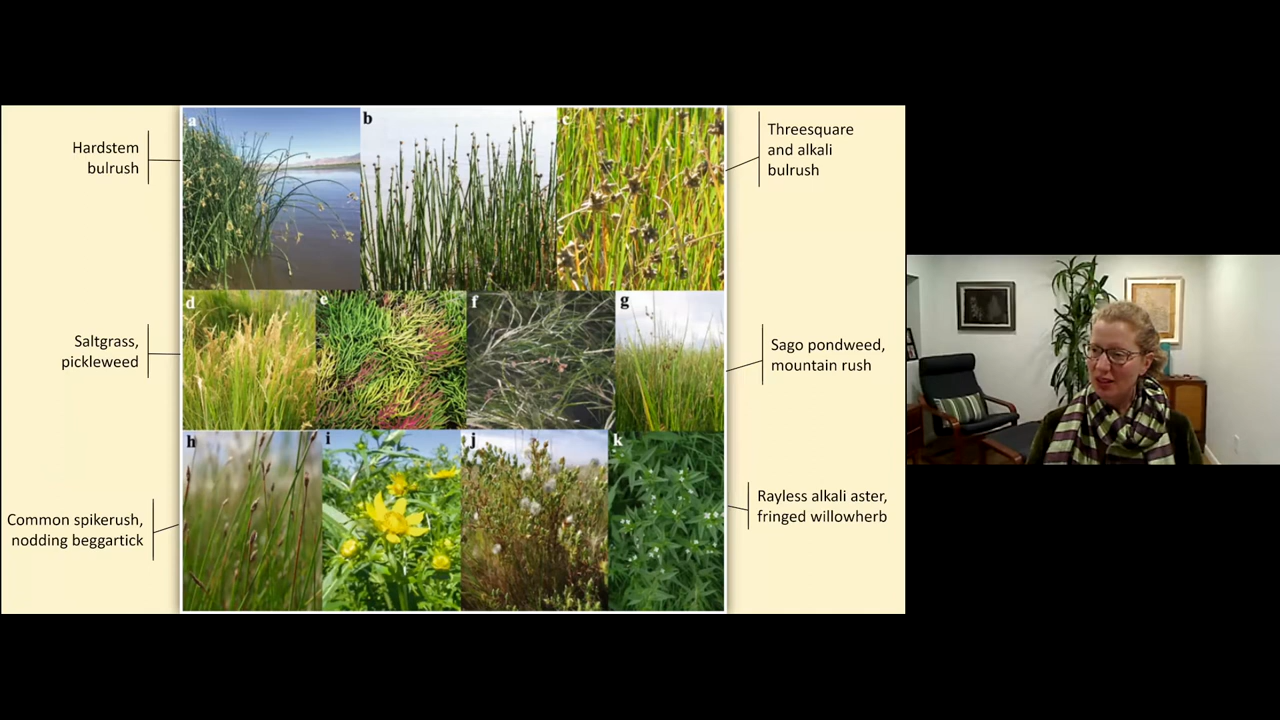 Hardstem
bulrush
a
b
c
Threesquare
and alkali
bulrush
Saltgrass,
pickleweed
d
e
f
g
Sago pondweed,
mountain rush
Common spikerush,
nodding beggartick
h
i
j
k
Rayless alkali aster,
fringed willowherb